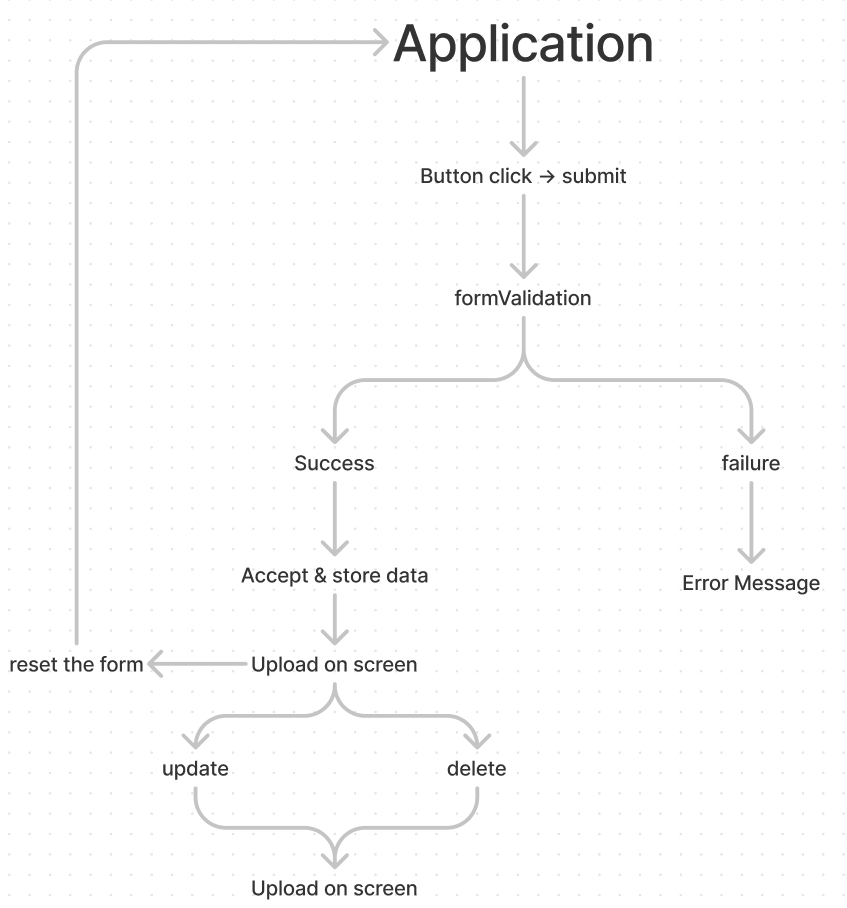 Application
Button click → submit
formValidation
Success
failure
Accept & store data
Error Message
reset the form
Upload on screen
update
delete
Upload on screen